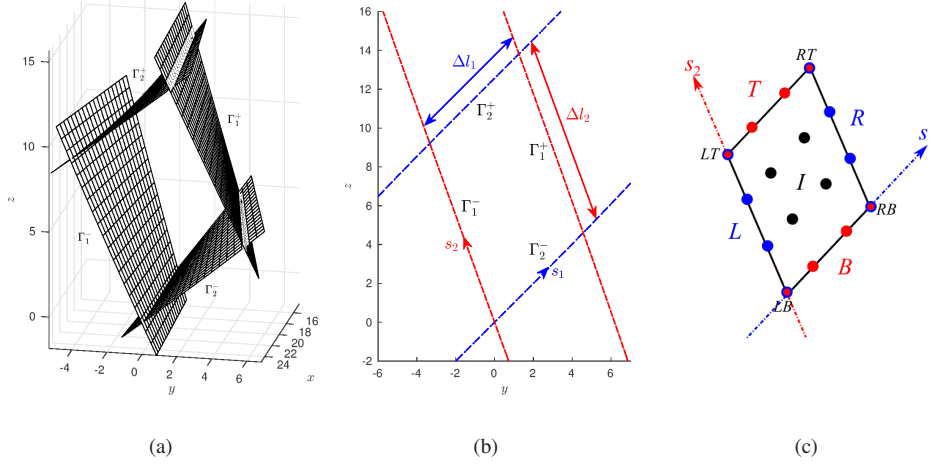 15
10
5
0
z
-4
-2
0
2
4
6
y
16
18
20
22
24
x
Γ₂⁺
Γ₁⁺
Γ₁⁻
Γ₂⁻
(a)
16
14
12
10
8
6
4
2
0
-2
z
-6
-4
-2
0
2
4
6
y
Δl₁
Γ₂⁺
Δl₂
Γ₁⁺
Γ₁⁻
Γ₂⁻
s₂
s₁
(b)
RT
s₂
T
R
s
LT
I
RB
L
B
LB
(c)